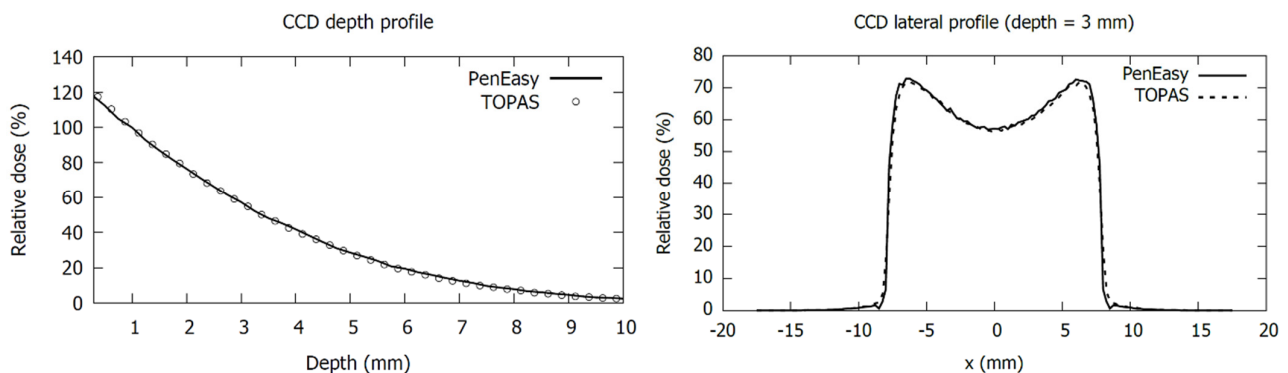 CCD depth profile
140
120
100
80
60
40
20
0
Relative dose (%)
PenEasy
TOPAS
1 2 3 4 5 6 7 8 9 10
Depth (mm)
CCD lateral profile (depth = 3 mm)
80
70
60
50
40
30
20
10
0
Relative dose (%)
PenEasy
TOPAS
-20 -15 -10 -5 0 5 10 15 20
x (mm)